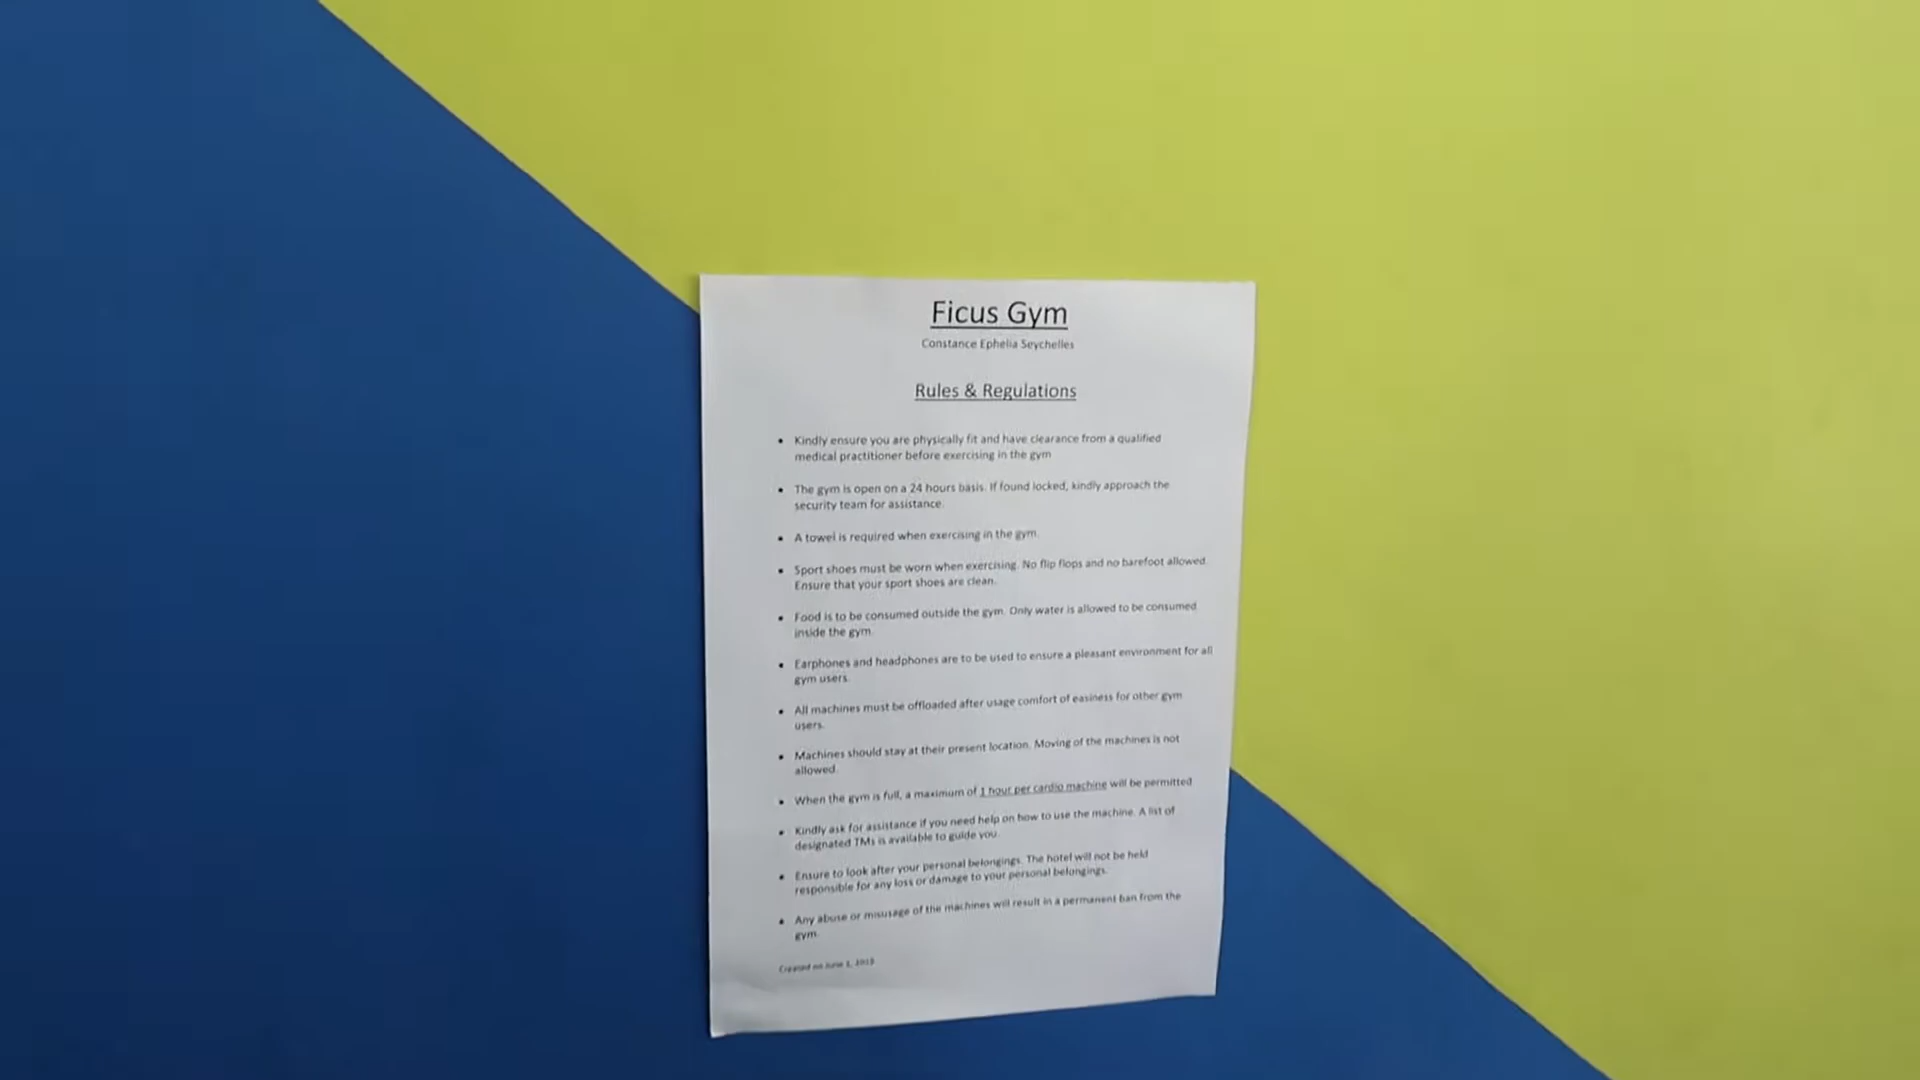 Ficus Gym
Constance Ephelia Seychelles
Rules & Regulations
• Kindly ensure you are physically fit and have clearance from a qualified
medical practitioner before exercising in the gym
• The gym is open on a 24 hours basis. If found locked, kindly approach the
security team for assistance.
• A towel is required when exercising in the gym.
• Sport shoes must be worn when exercising. No flip flops and no barefoot allowed.
Ensure that your sport shoes are clean.
• Food is to be consumed outside the gym. Only water is allowed to be consumed
inside the gym.
• Earphones and headphones are to be used to ensure a pleasant environment for all
gym users.
• All machines must be offloaded after usage comfort of easiness for other gym
users.
• Machines should stay at their present location. Moving of the machines is not
allowed.
• When the gym is full, a maximum of 1 hour per cardio machine will be permitted
• Kindly ask for assistance if you need help on how to use the machine. A list of
designated TMs is available to guide you.
• Ensure to look after your personal belongings. The hotel will not be held
responsible for any loss or damage to your personal belongings.
• Any abuse or misusage of the machines will result in a permanent ban from the
gym.
Created on June